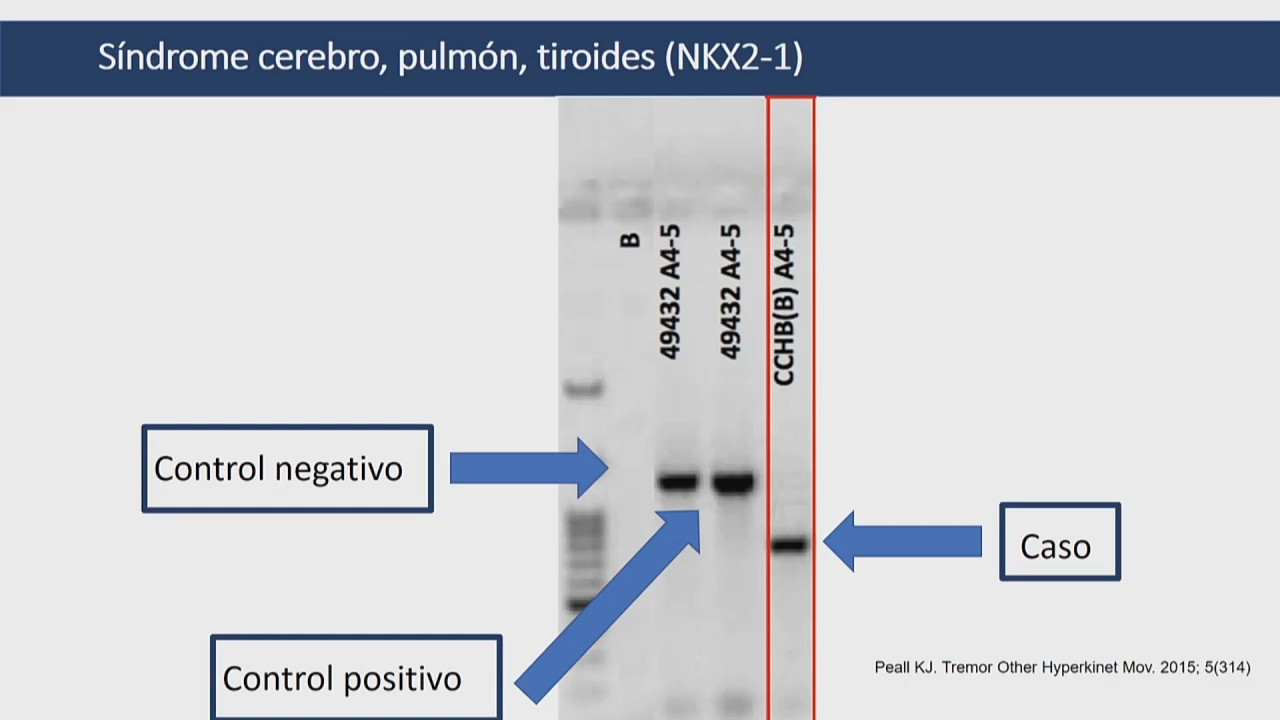 Síndrome cerebro, pulmón, tiroides (NKX2-1)
B
49432 A4-5
49432 A4-5
CCHB(B) A4-5
Control negativo
Caso
Control positivo
Peall KJ. Tremor Other Hyperkinet Mov. 2015; 5(314)